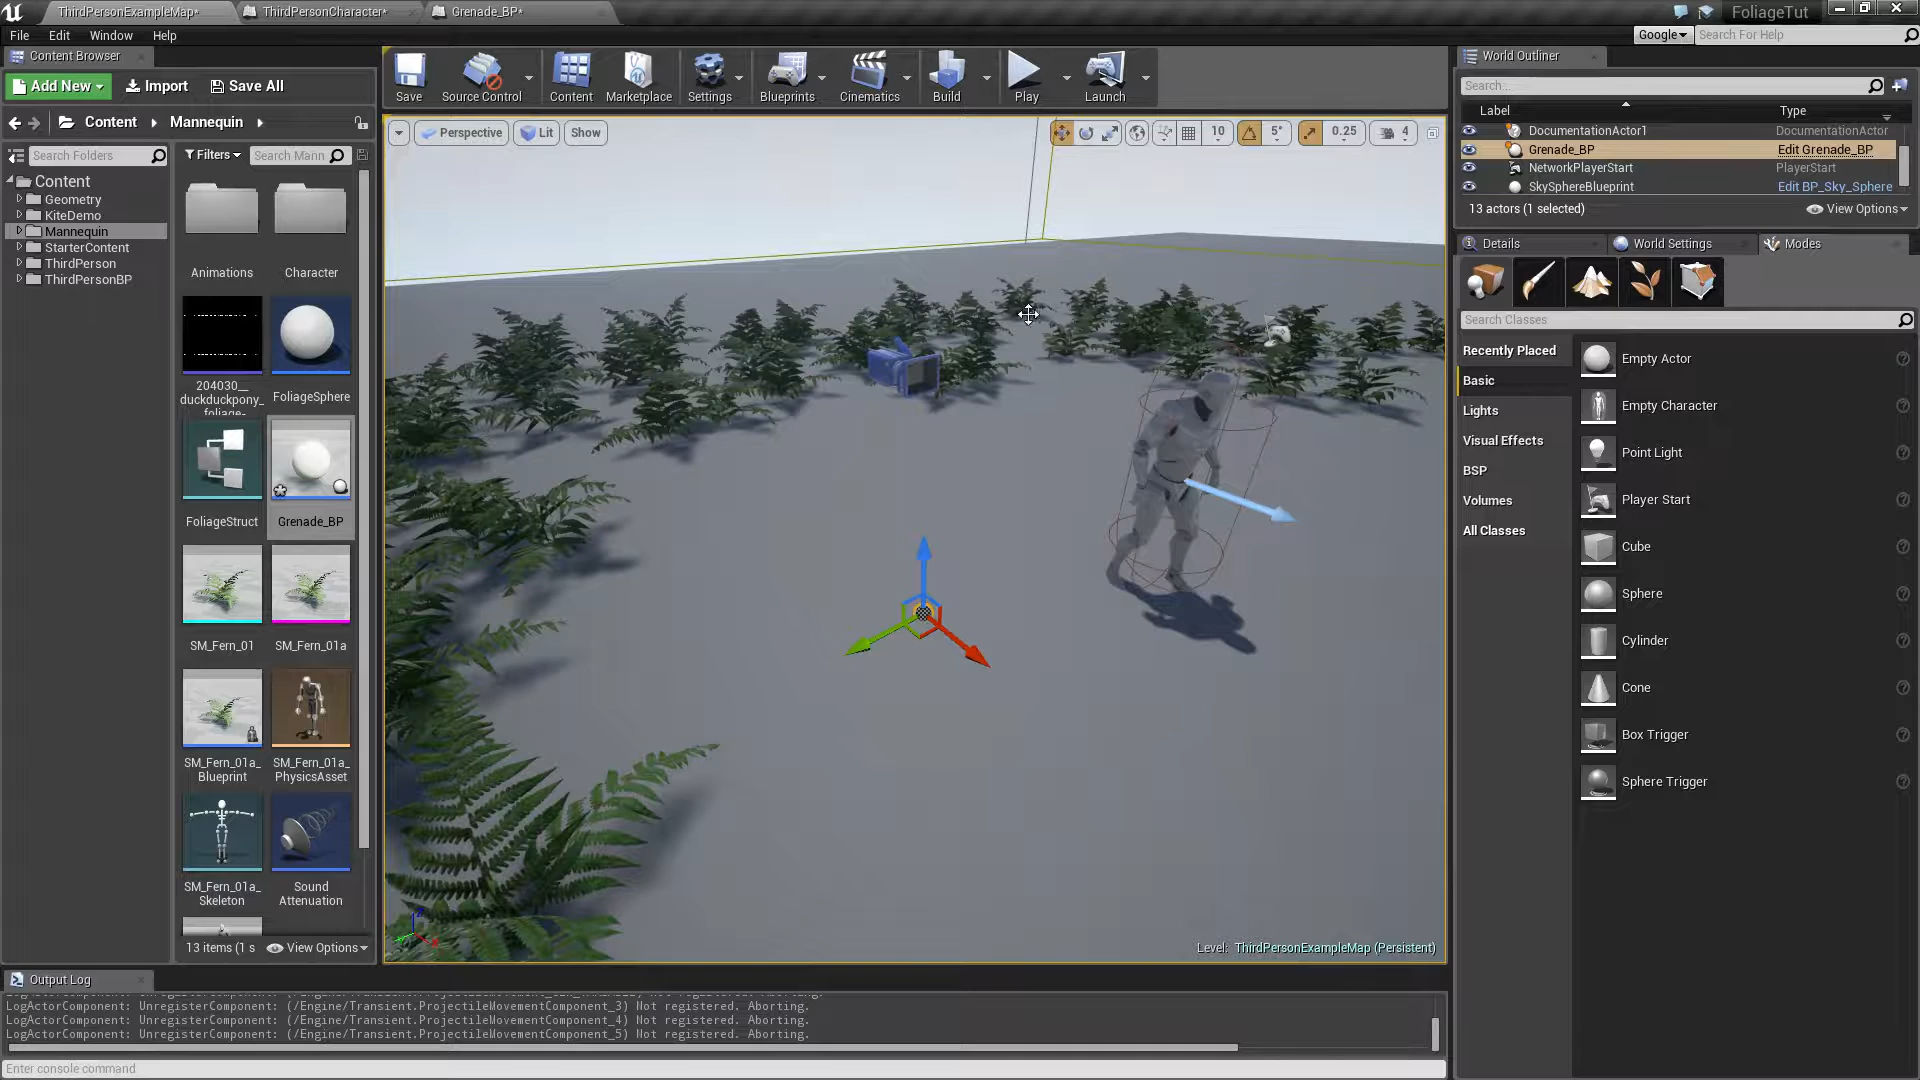 ThirdPersonExampleMap*
ThirdPersonCharacter*
Grenade_BP*
FoliageTut
File Edit Window Help
Google
Search For Help
Content Browser
Add New
Import
Save All
Content
Mannequin
Search Folders
Filters
Search Mann
Content
Geometry
KiteDemo
Mannequin
StarterContent
ThirdPerson
ThirdPersonBP
Animations
Character
204030__
duckduckpony_
foliage-
FoliageSphere
FoliageStruct
Grenade_BP
SM_Fern_01
SM_Fern_01a
SM_Fern_01a_
Blueprint
SM_Fern_01a_
PhysicsAsset
SM_Fern_01a_
Skeleton
Sound
Attenuation
13 items (1 s
View Options
Save
Source Control
Content
Marketplace
Settings
Blueprints
Cinematics
Build
Play
Launch
Perspective
Lit
Show
10
5°
0.25
4
Level: ThirdPersonExampleMap (Persistent)
World Outliner
Search...
Label
Type
DocumentationActor1 DocumentationActor
Grenade_BP Edit Grenade_BP
NetworkPlayerStart PlayerStart
SkySphereBlueprint Edit BP_Sky_Sphere
13 actors (1 selected)
View Options
Details
World Settings
Modes
Search Classes
Recently Placed
Basic
Lights
Visual Effects
BSP
Volumes
All Classes
Empty Actor
Empty Character
Point Light
Player Start
Cube
Sphere
Cylinder
Cone
Box Trigger
Sphere Trigger
Output Log
LogActorComponent: UnregisterComponent: (/Engine/Transient.ProjectileMovementComponent_3) Not registered. Aborting.
LogActorComponent: UnregisterComponent: (/Engine/Transient.ProjectileMovementComponent_4) Not registered. Aborting.
LogActorComponent: UnregisterComponent: (/Engine/Transient.ProjectileMovementComponent_5) Not registered. Aborting.
Enter console command